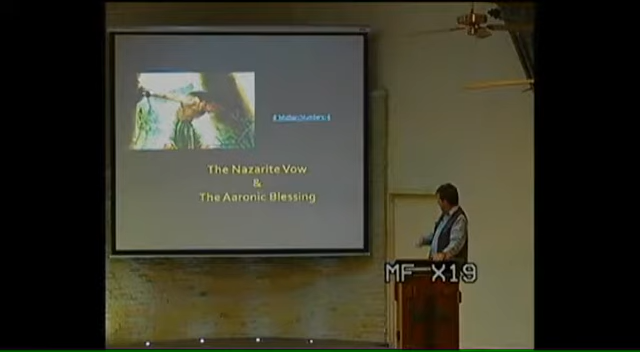 The Nazarite Vow
&
The Aaronic Blessing
MF X19